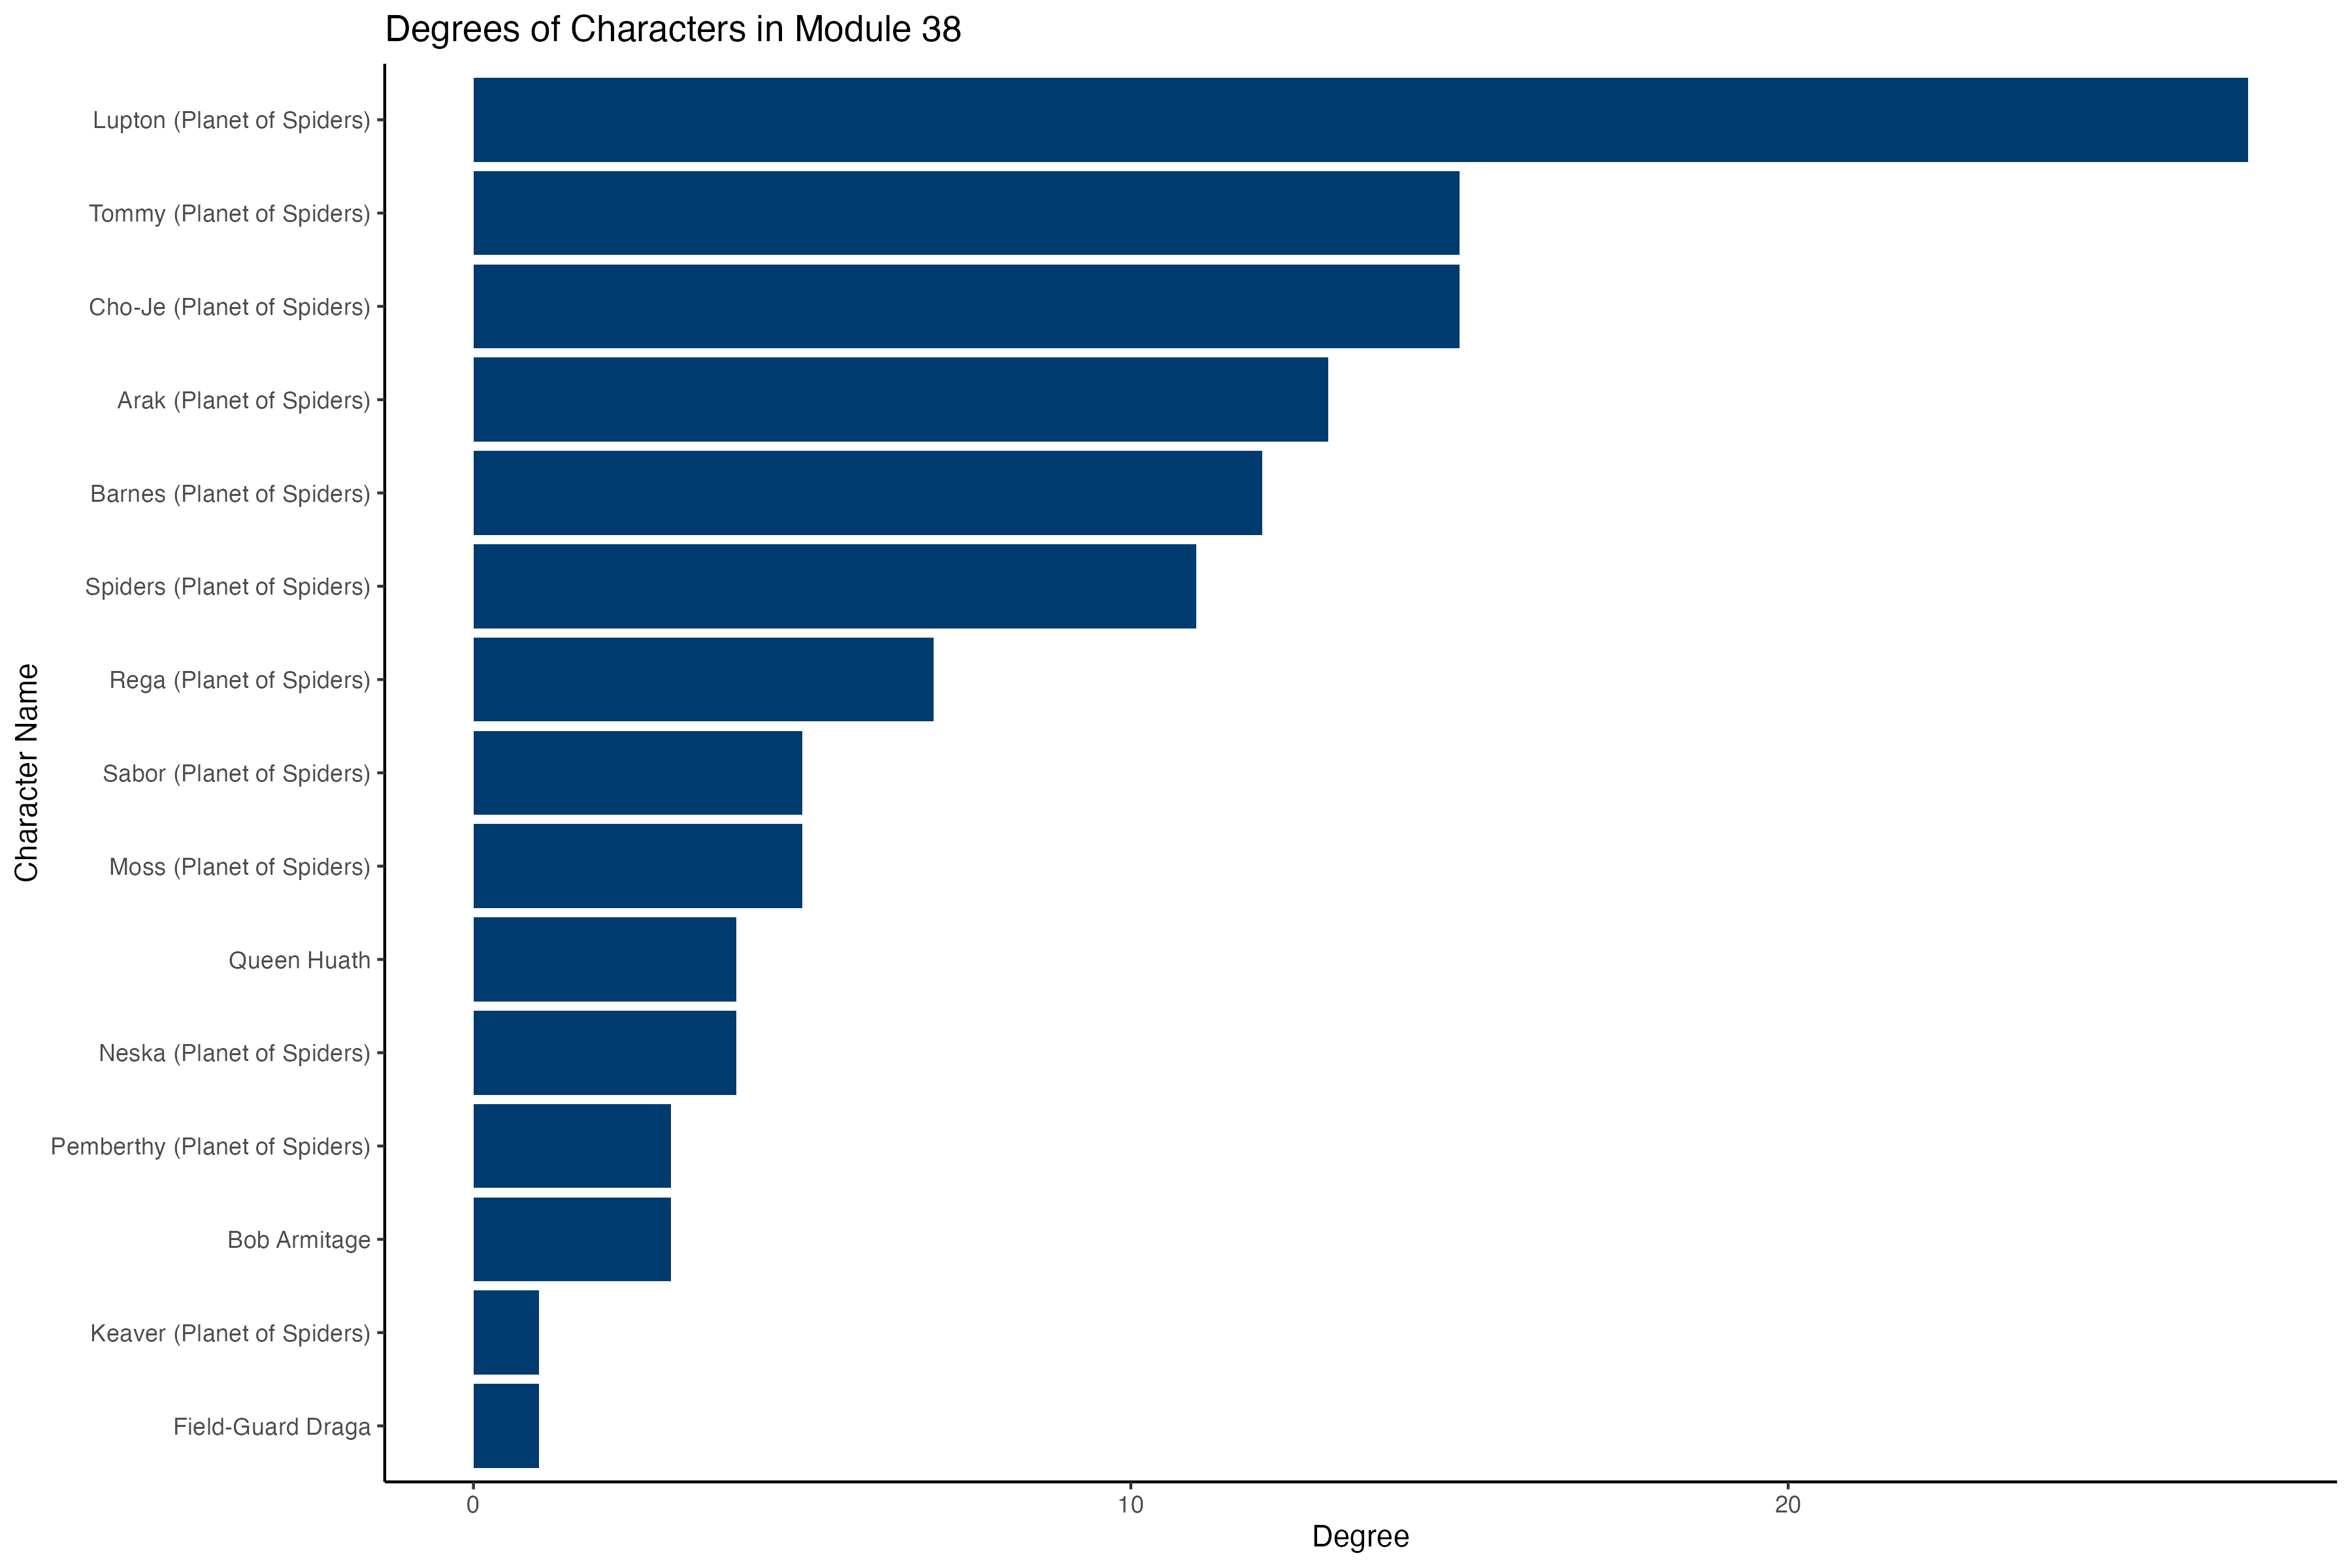 Degrees of Characters in Module 38
Character Name
Lupton (Planet of Spiders)
Tommy (Planet of Spiders)
Cho-Je (Planet of Spiders)
Arak (Planet of Spiders)
Barnes (Planet of Spiders)
Spiders (Planet of Spiders)
Rega (Planet of Spiders)
Sabor (Planet of Spiders)
Moss (Planet of Spiders)
Queen Huath
Neska (Planet of Spiders)
Pemberthy (Planet of Spiders)
Bob Armitage
Keaver (Planet of Spiders)
Field-Guard Draga
0 10 20
Degree